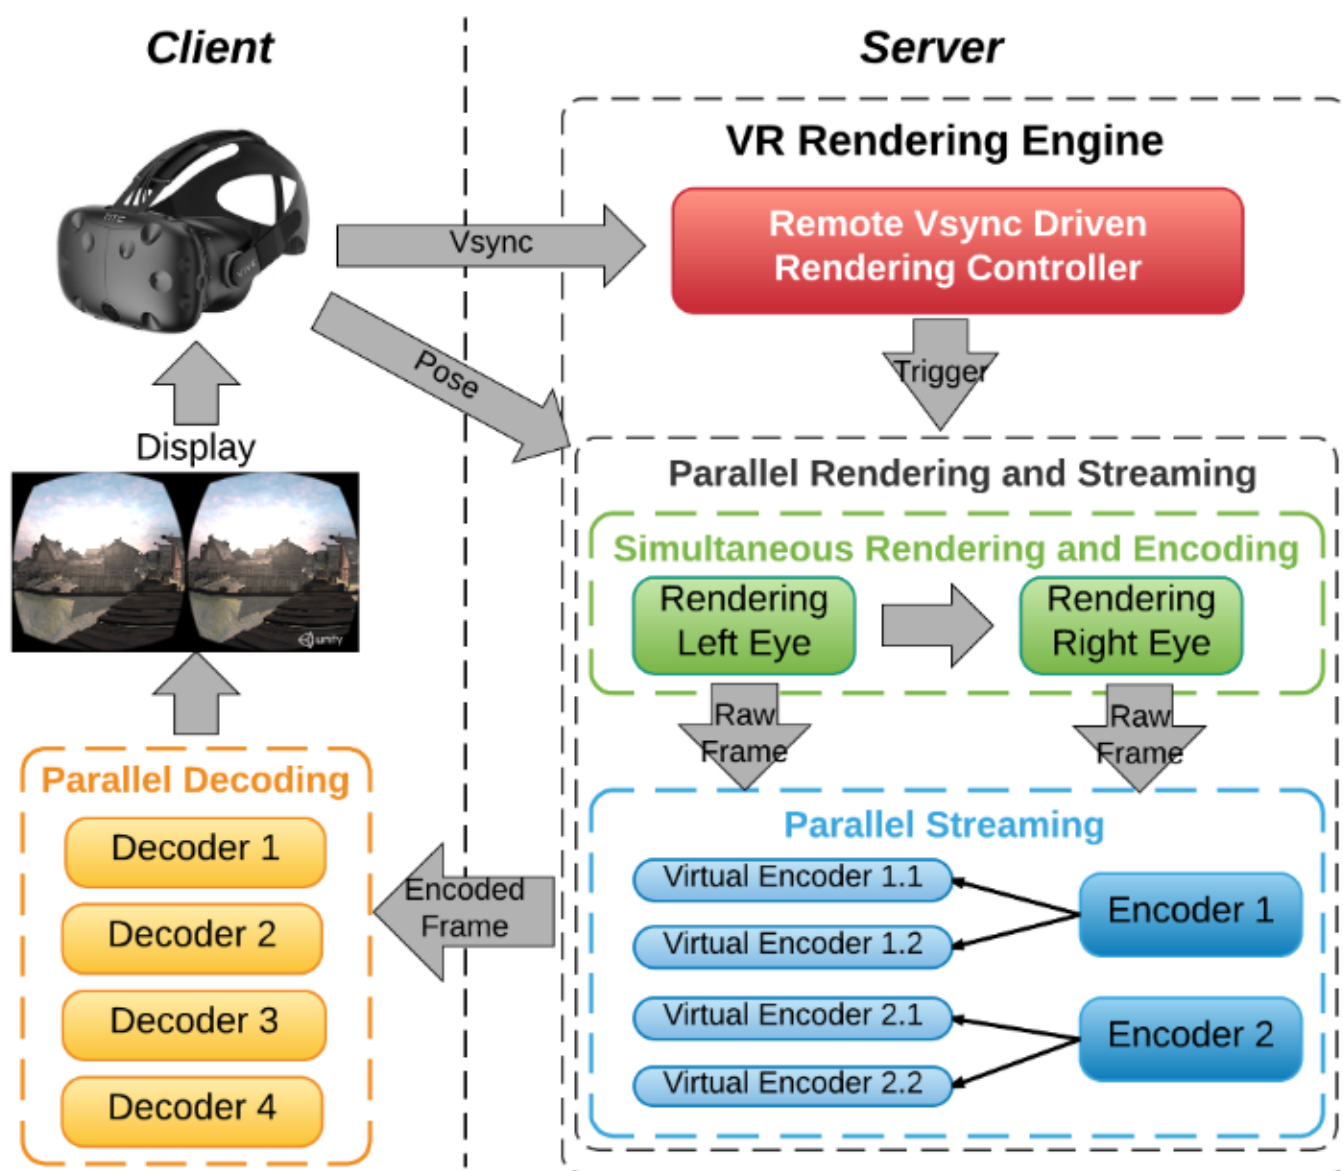 Client
Server
VR Rendering Engine
Remote Vsync Driven
Rendering Controller
HTC
VIVE
Vsync
Pose
Trigger
Display
unity
Parallel Rendering and Streaming
Simultaneous Rendering and Encoding
Rendering
Left Eye
Rendering
Right Eye
Raw
Frame
Raw
Frame
Parallel Decoding
Decoder 1
Decoder 2
Decoder 3
Decoder 4
Encoded
Frame
Parallel Streaming
Virtual Encoder 1.1
Virtual Encoder 1.2
Virtual Encoder 2.1
Virtual Encoder 2.2
Encoder 1
Encoder 2